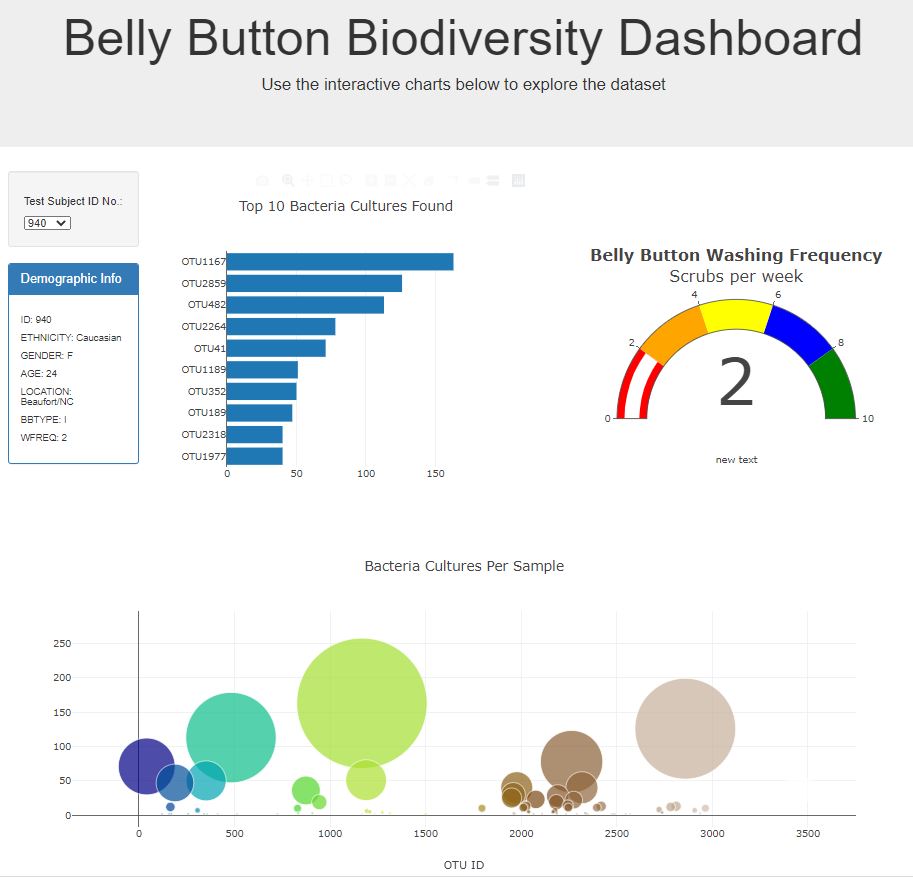 Belly Button Biodiversity Dashboard
Use the interactive charts below to explore the dataset
Test Subject ID No.:
940
Demographic Info
ID: 940
ETHNICITY: Caucasian
GENDER: F
AGE: 24
LOCATION:
Beaufort/NC
BBTYPE: I
WFREQ: 2
Top 10 Bacteria Cultures Found
OTU1167
OTU2859
OTU482
OTU2264
OTU41
OTU1189
OTU352
OTU189
OTU2318
OTU1977
0 50 100 150
Belly Button Washing Frequency
Scrubs per week
0 2 4 6 8 10
2
new text
Bacteria Cultures Per Sample
250
200
150
100
50
0
0 500 1000 1500 2000 2500 3000 3500
OTU ID